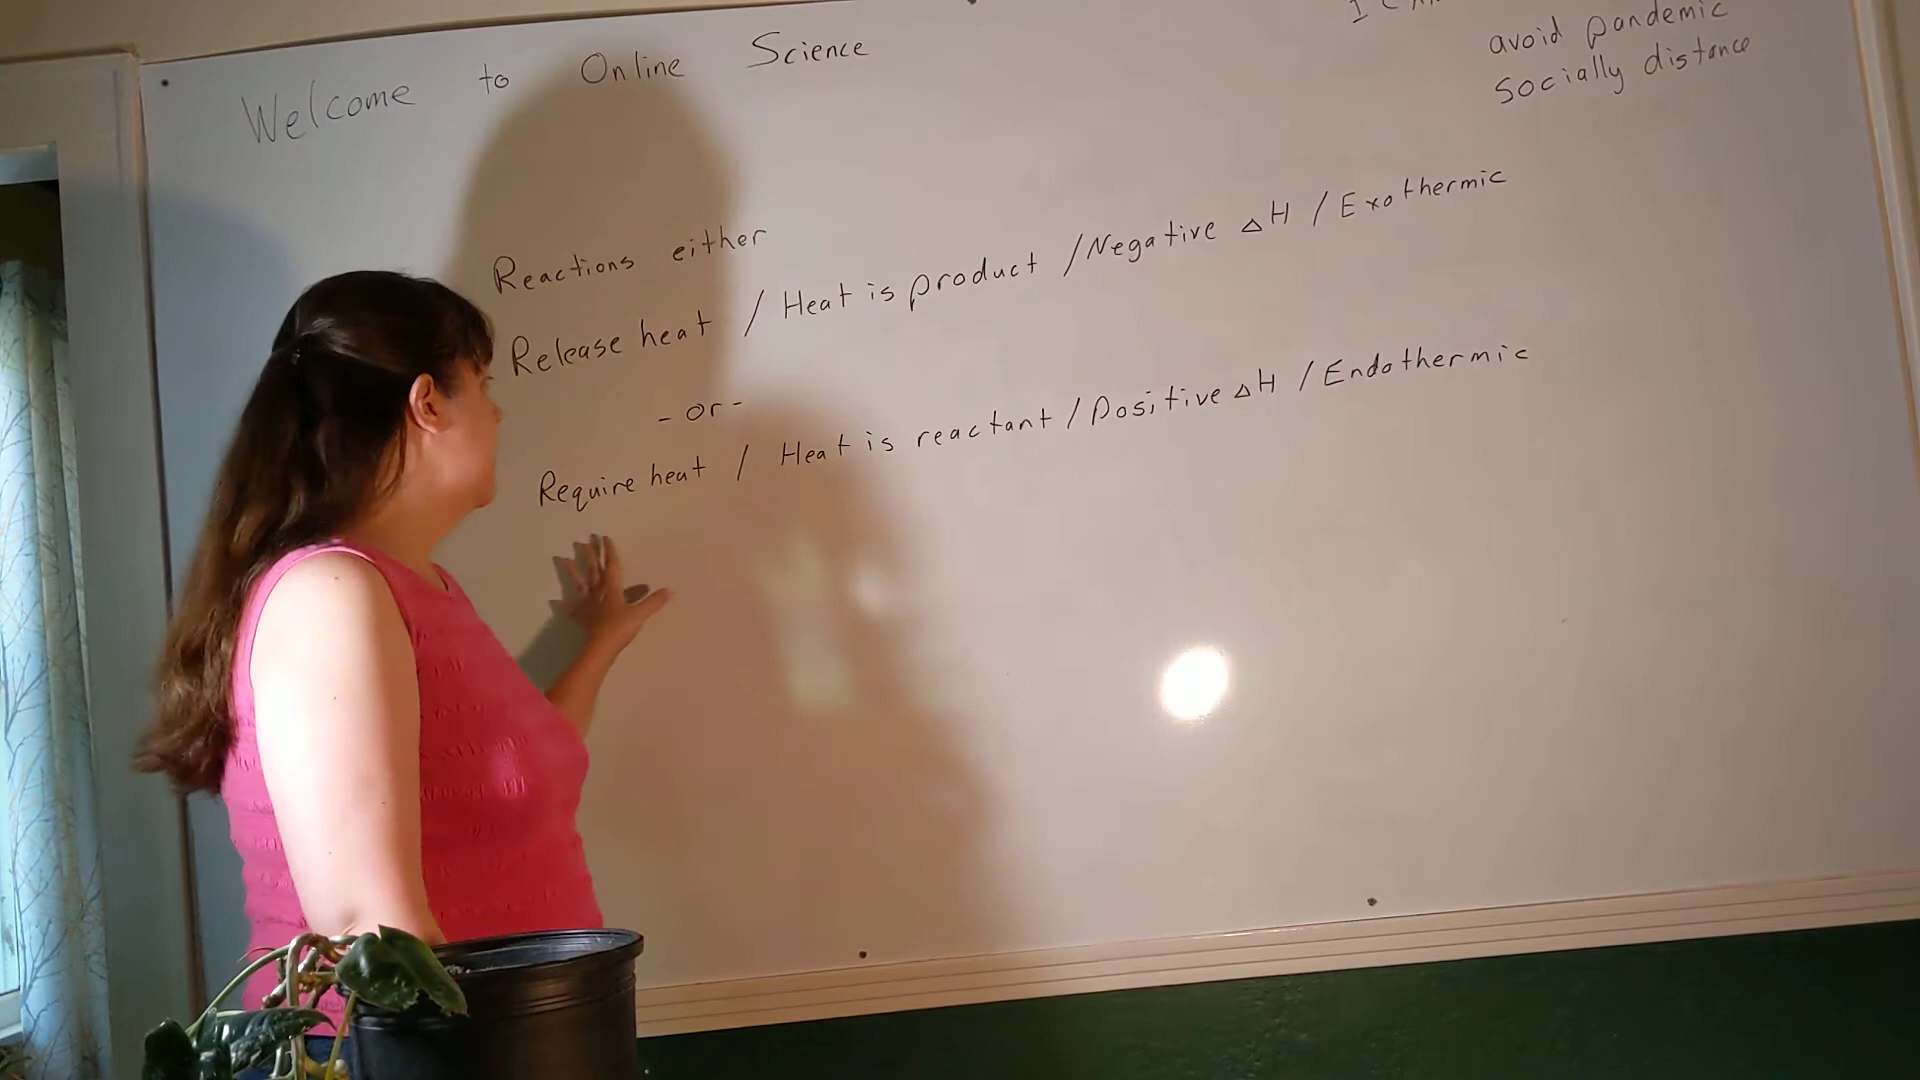 Welcome to Online Science
I
avoid pandemic
socially distance
Reactions either
Release heat / Heat is product / Negative ΔH / Exothermic
- or -
Require heat / Heat is reactant / Positive ΔH / Endothermic